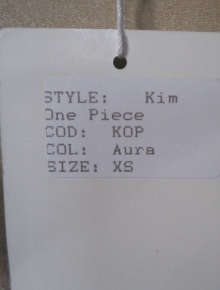 STYLE: Kim
One Piece
COD: KOP
COL: Aura
SIZE: XS